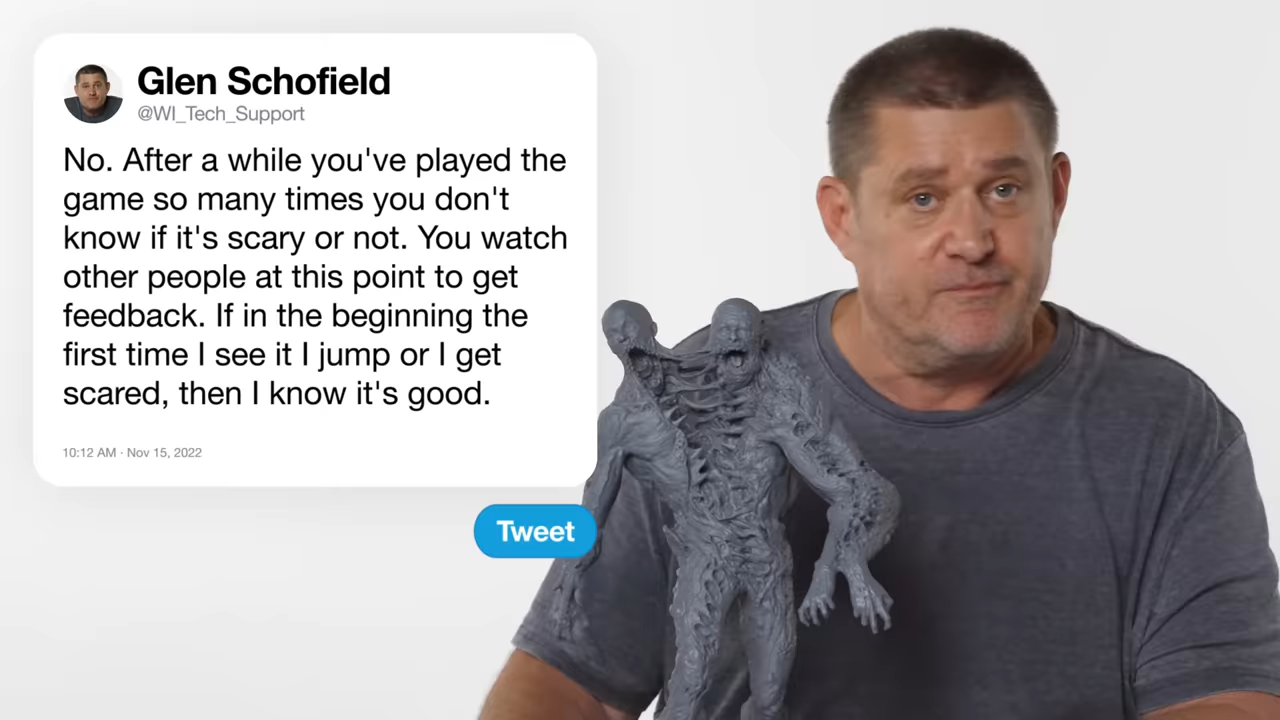 Glen Schofield
@WI_Tech_Support
No. After a while you've played the
game so many times you don't
know if it's scary or not. You watch
other people at this point to get
feedback. If in the beginning the
first time I see it I jump or I get
scared, then I know it's good.
10:12 AM · Nov 15, 2022
Tweet